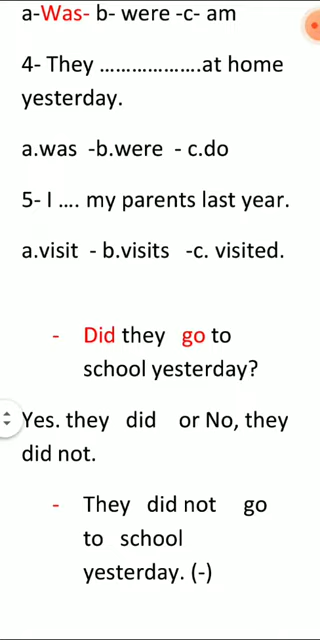 a-Was- b- were -c- am
4- They ……………….at home
yesterday.
a.was -b.were - c.do
5- I …. my parents last year.
a.visit - b.visits -c. visited.
- Did they go to
school yesterday?
Yes. they did or No, they
did not.
- They did not go
to school
yesterday. (-)